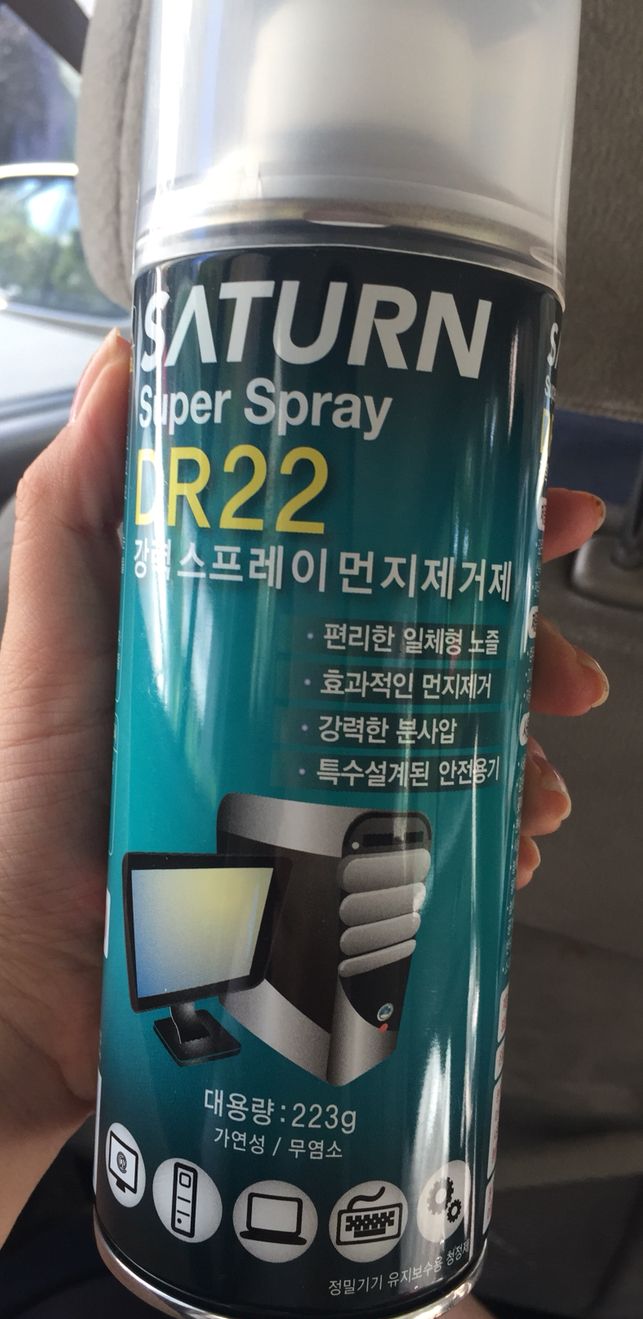 SATURN
Super Spray
DR22
강력 스프레이 먼지제거제
• 편리한 일체형 노즐
• 효과적인 먼지제거
• 강력한 분사압
• 특수설계된 안전용기
대용량 : 223g
가연성 / 무염소
정밀기기 유지보수용 청정제